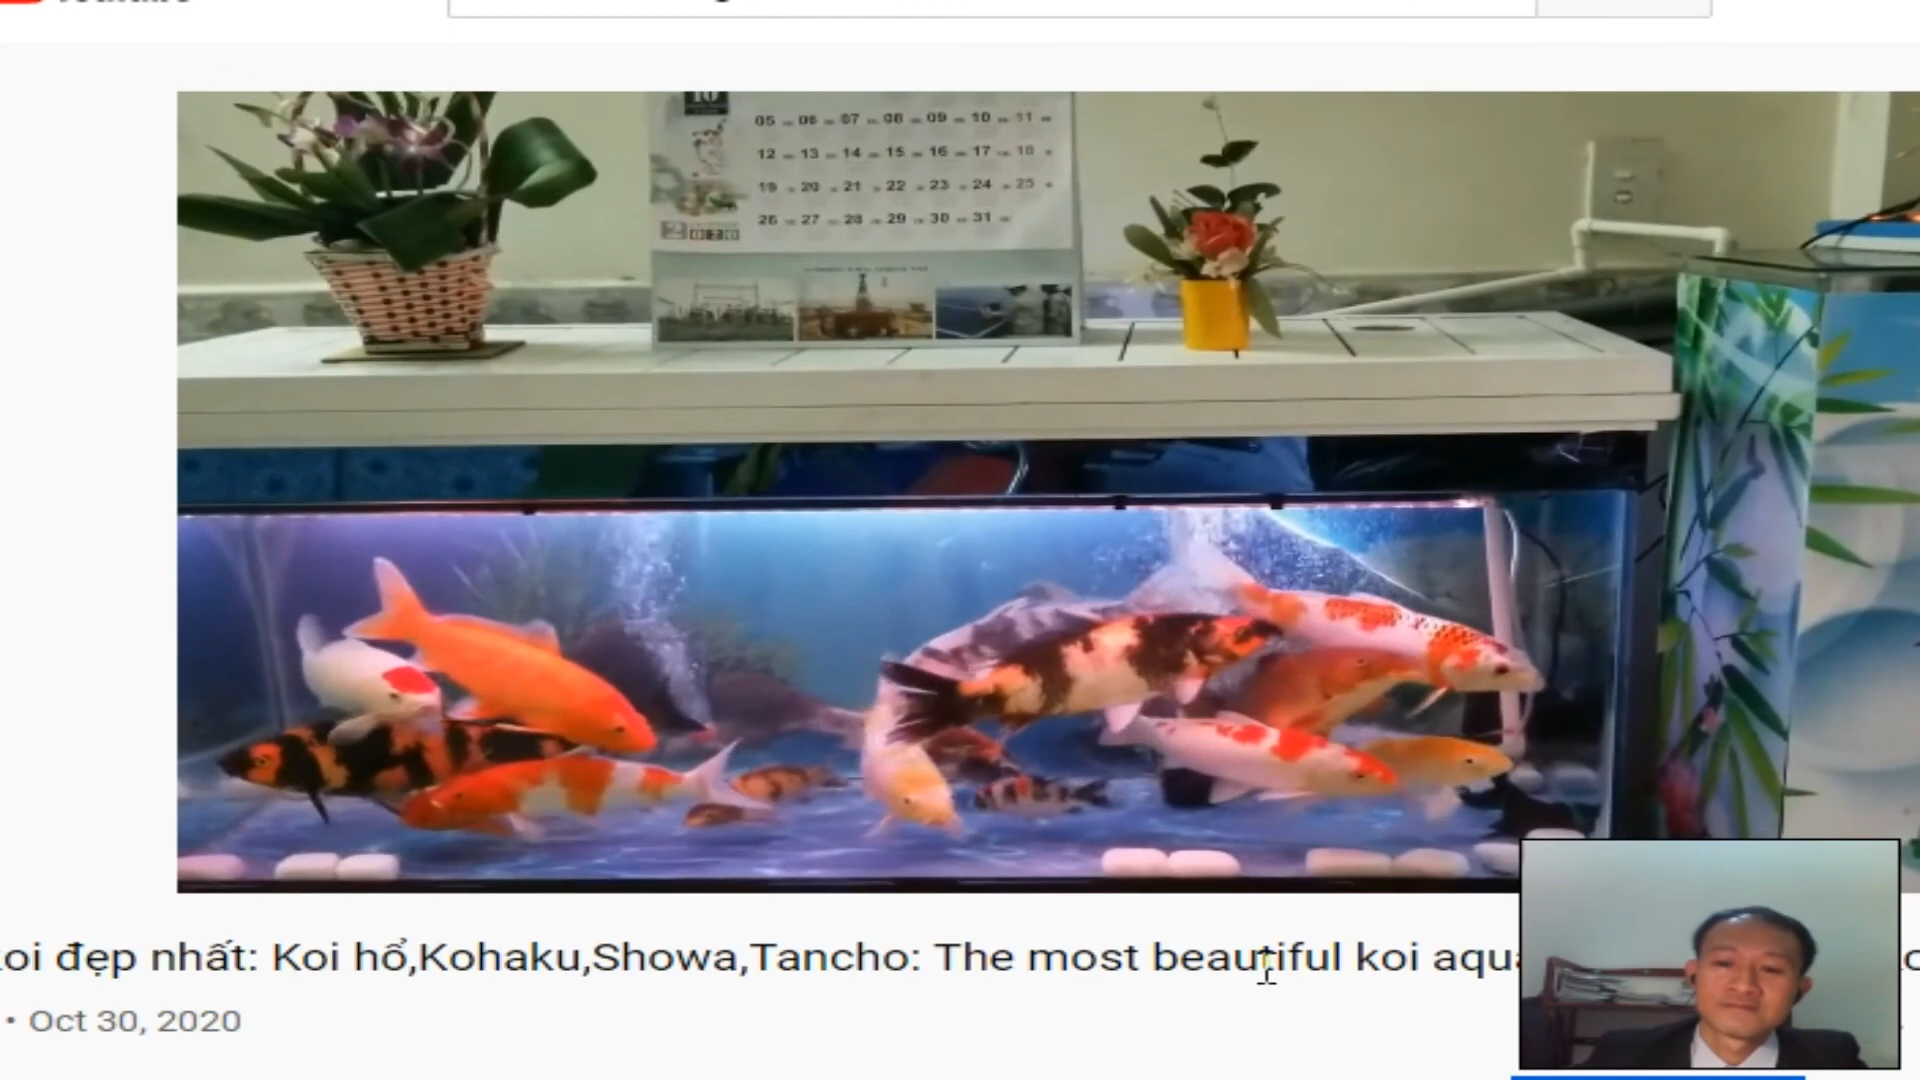 10
05 06 07 08 09 10 11
12 13 14 15 16 17 18
19 20 21 22 23 24 25
26 27 28 29 30 31
koi đẹp nhất: Koi hổ,Kohaku,Showa,Tancho: The most beautiful koi
• Oct 30, 2020